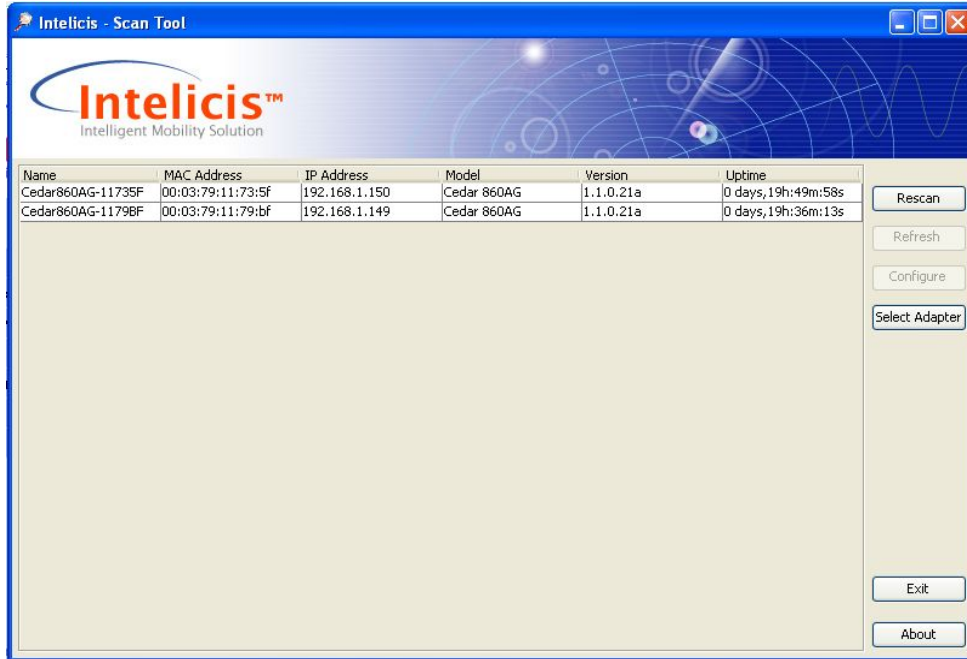 Intelicis - Scan Tool
Intelicis™
Intelligent Mobility Solution
Name MAC Address IP Address Model Version Uptime
Cedar860AG-11735F 00:03:79:11:73:5f 192.168.1.150 Cedar 860AG 1.1.0.21a 0 days,19h:49m:58s
Cedar860AG-1179BF 00:03:79:11:79:bf 192.168.1.149 Cedar 860AG 1.1.0.21a 0 days,19h:36m:13s
Rescan
Refresh
Configure
Select Adapter
Exit
About